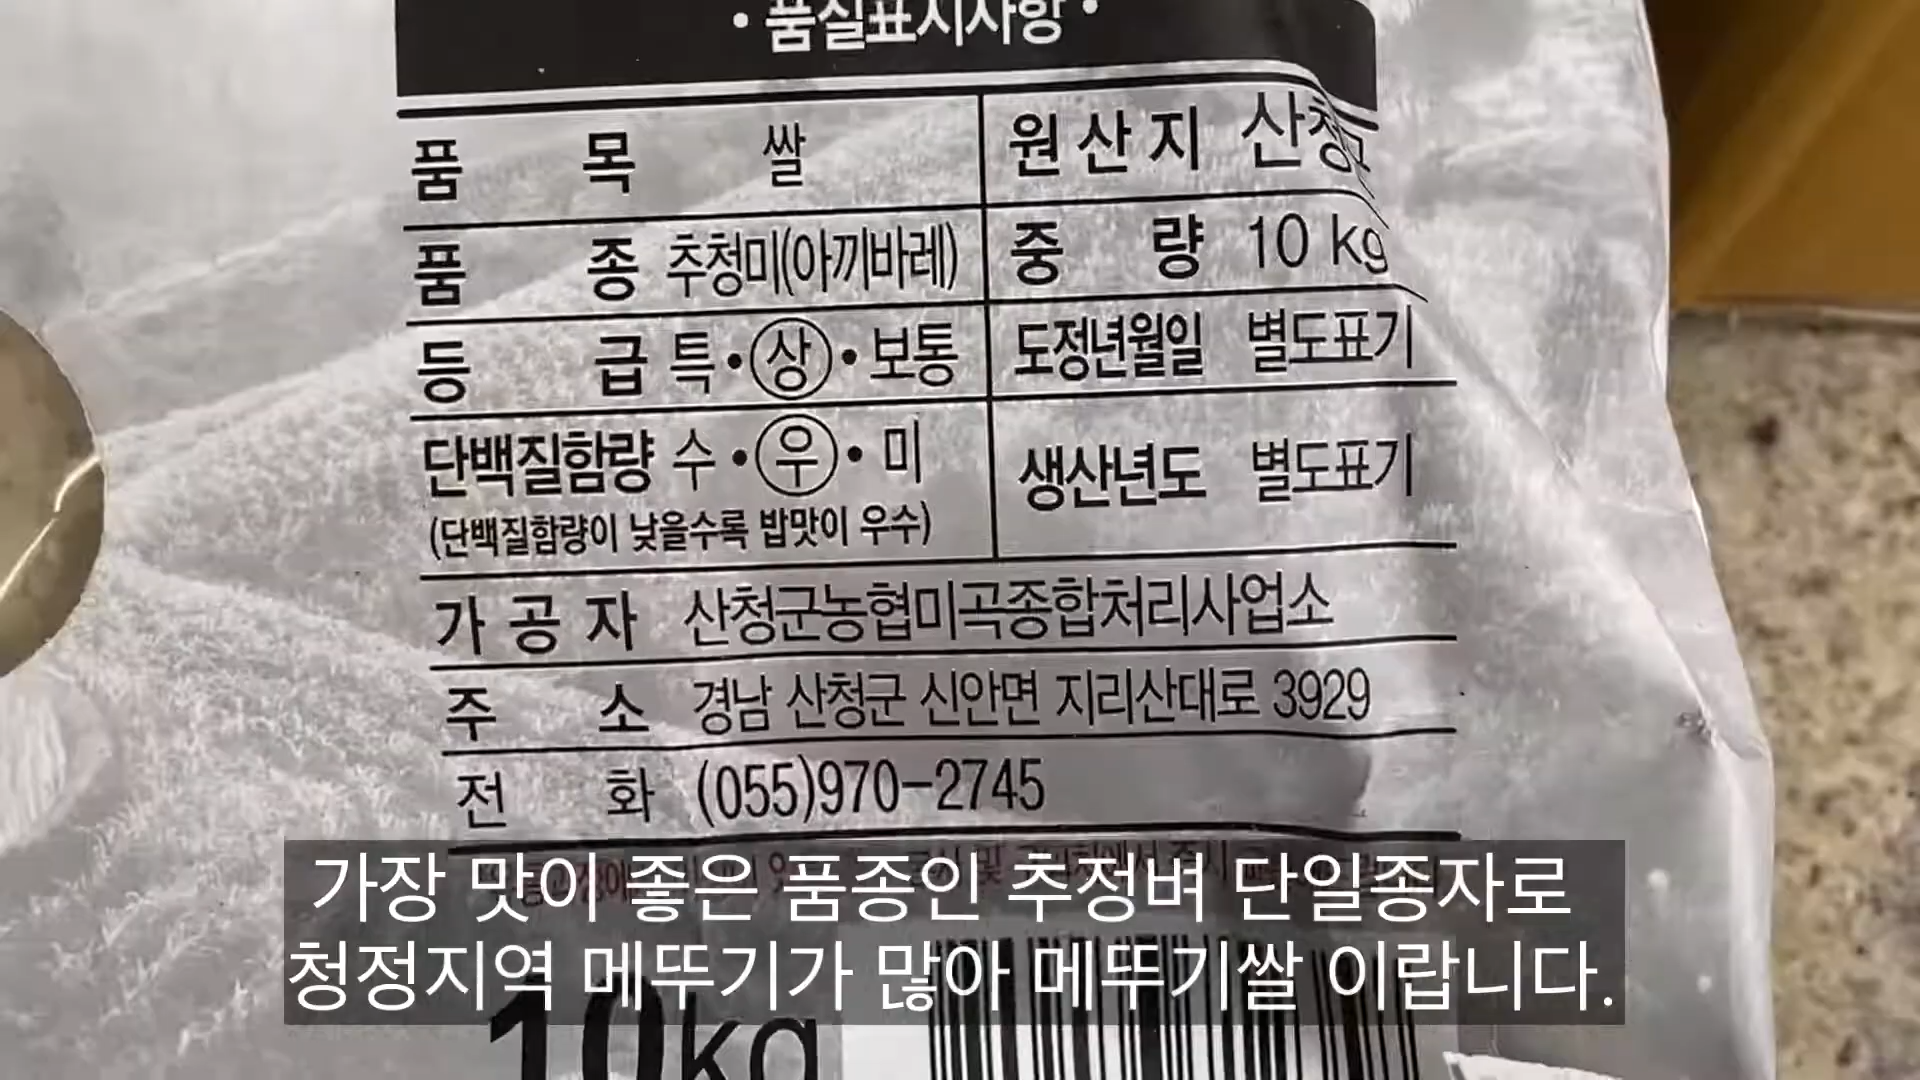 • 품질표시사항 •
품 목 쌀 원산지 산청
품 종 추청미(아끼바레) 중 량 10 kg
등 급 특•상•보통 도정년월일 별도표기
단백질함량 수•우•미 생산년도 별도표기
(단백질함량이 낮을수록 밥맛이 우수)
가공자 산청군농협미곡종합처리사업소
주 소 경남 산청군 신안면 지리산대로 3929
전 화 (055)970-2745
가장 맛이 좋은 품종인 추정벼 단일종자로
청정지역 메뚜기가 많아 메뚜기쌀 이랍니다.
10kg